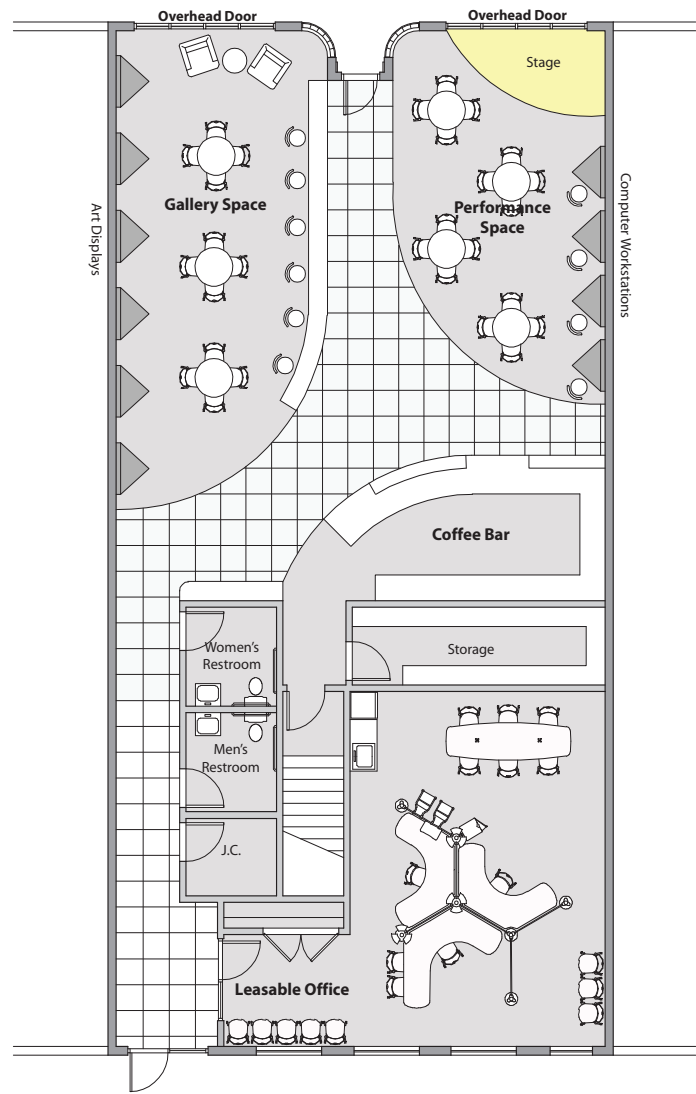 Overhead Door
Overhead Door
Stage
Gallery Space
Performance
Space
Art Displays
Computer Workstations
Coffee Bar
Storage
Women's
Restroom
Men's
Restroom
J.C.
Leasable Office